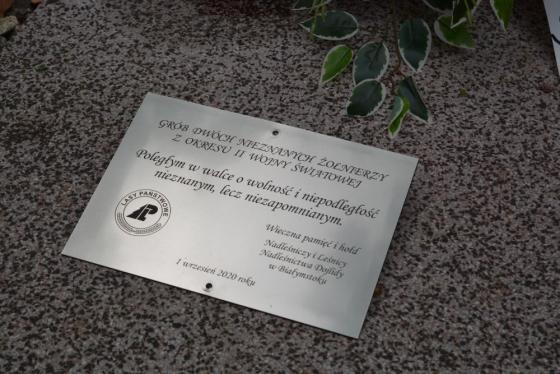 GRÓB DWÓCH NIEZNANYCH ŻOŁNIERZY
Z OKRESU II WOJNY ŚWIATOWEJ
Poległym w walce o wolność i niepodległość
nieznanym, lecz niezapomnianym.
LASY PAŃSTWOWE
Wieczna pamięć i hołd
Nadleśniczy i Leśnicy
Nadleśnictwa Dojlidy
w Białymstoku
1 wrzesień 2020 roku